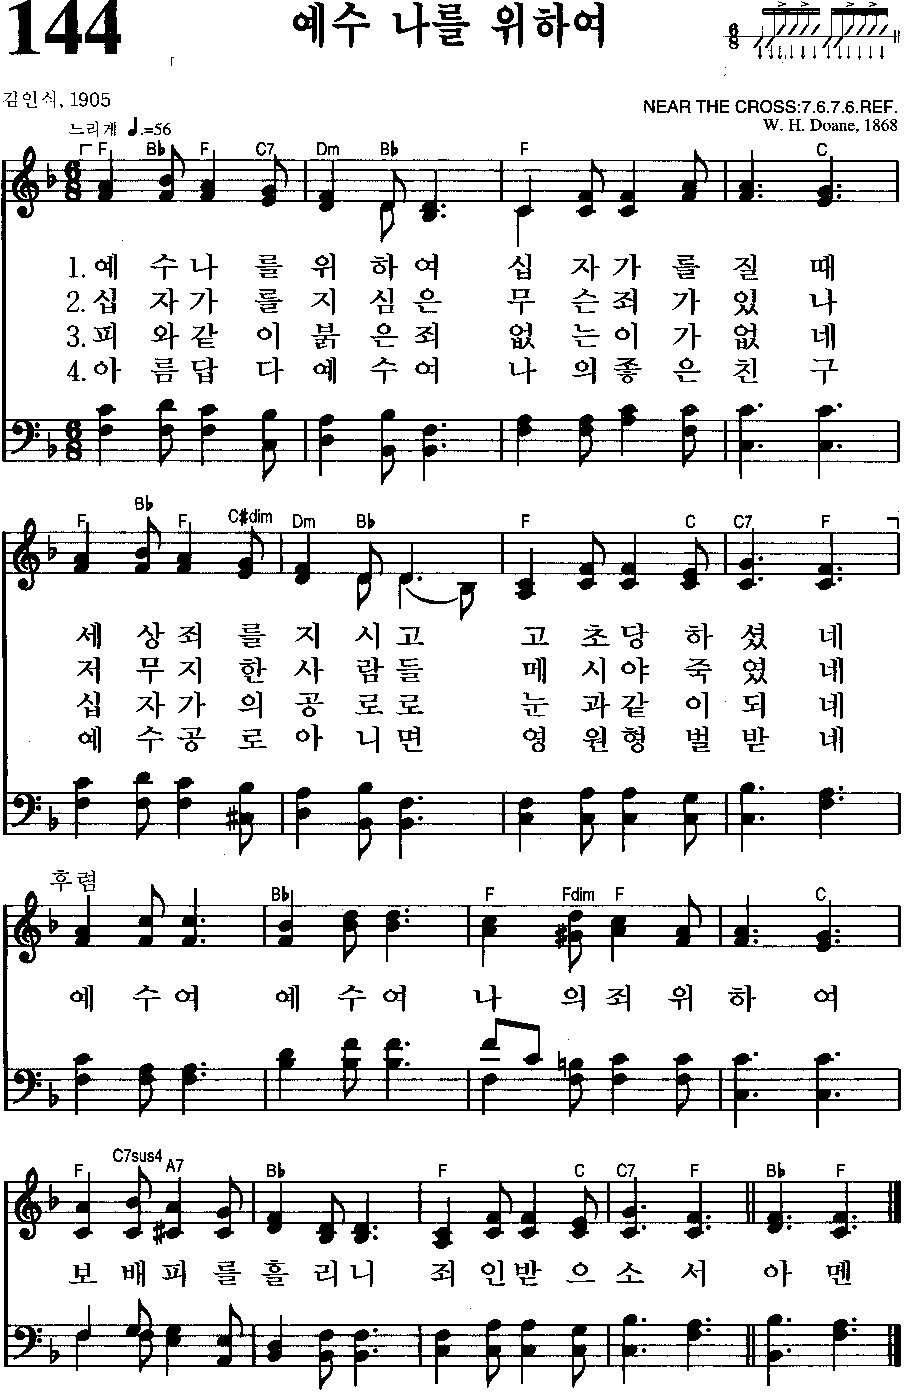 144 예수 나를 위하여
6/8
김인식, 1905
NEAR THE CROSS:7.6.7.6.REF.
느리게 ♩.=56
W. H. Doane, 1868
F B♭ F C7 Dm B♭ F C
1. 예 수 나 를 위 하 여 십 자 가 를 질 때
2. 십 자 가 를 지 심 은 무 슨 죄 가 있 나
3. 피 와 같 이 붉 은 죄 없 는 이 가 없 네
4. 아 름 답 다 예 수 여 나 의 좋 은 친 구
F B♭ F C#dim Dm B♭ F C C7 F
세 상 죄 를 지 시 고 고 초 당 하 셨 네
저 무 지 한 사 람 들 메 시 야 죽 였 네
십 자 가 의 공 로 로 눈 과 같 이 되 네
예 수 공 로 아 니 면 영 원 형 벌 받 네
후렴
B♭ F Fdim F C
예 수 여 예 수 여 나 의 죄 위 하 여
F C7sus4 A7 B♭ F C C7 F B♭ F
보 배 피 를 흘 리 니 죄 인 받 으 소 서 아 멘